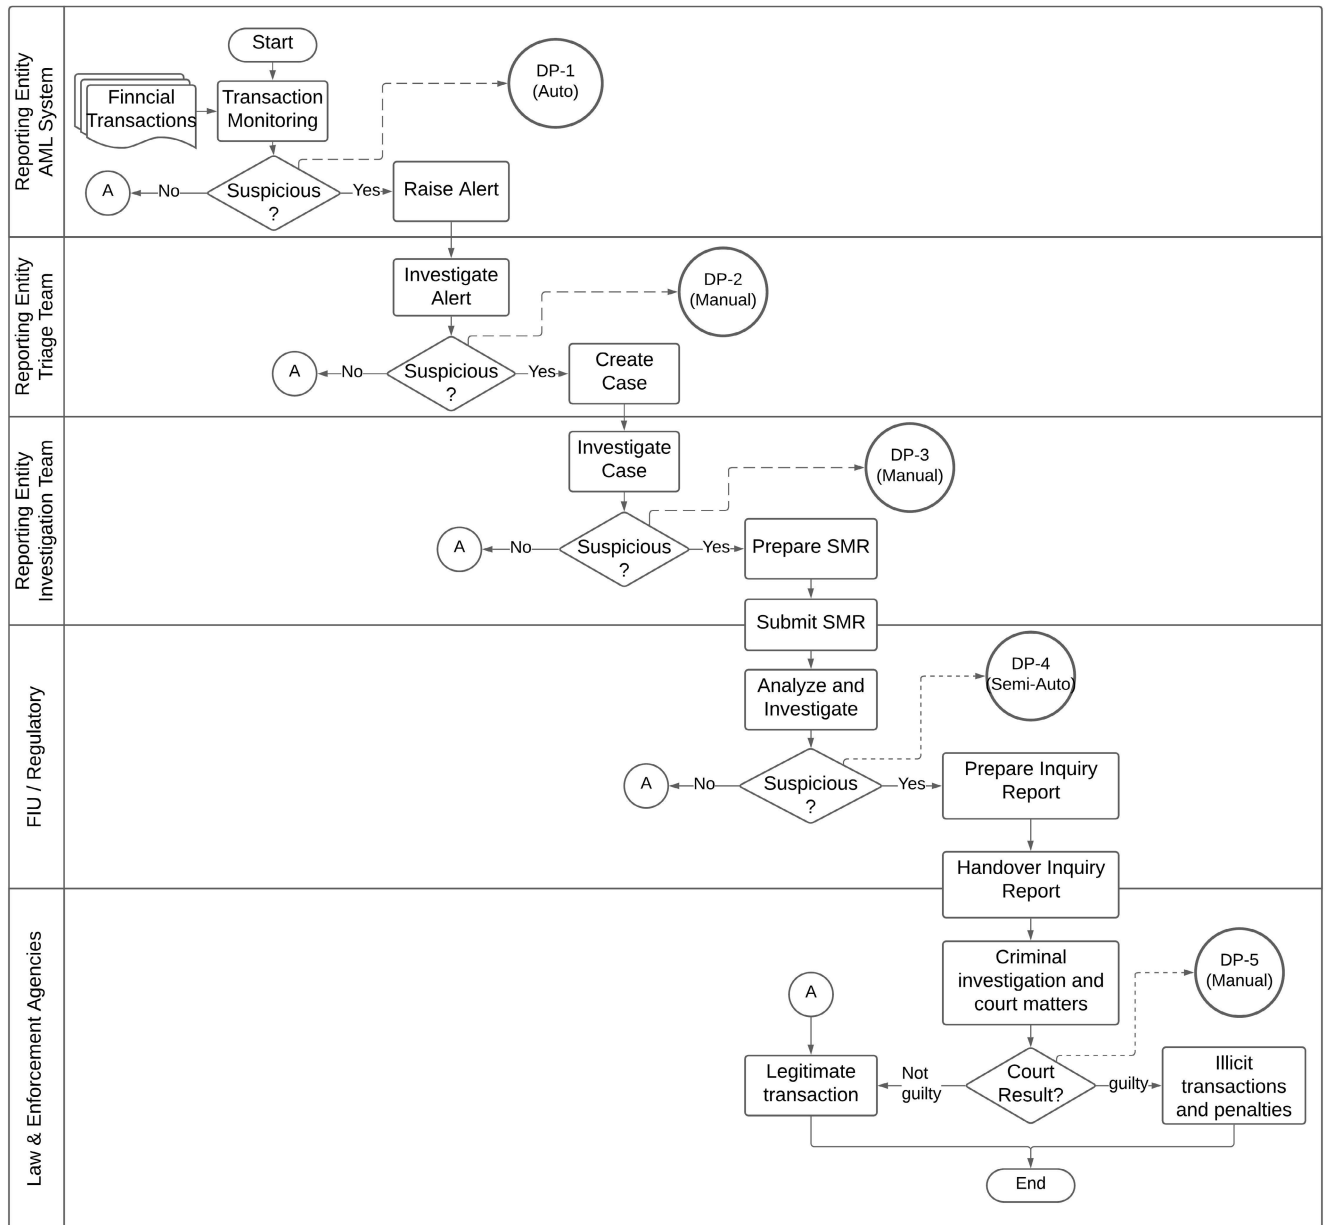 Reporting Entity
AML System
Start
DP-1
(Auto)
Finncial
Transactions
Transaction
Monitoring
A
No
Suspicious
?
Yes
Raise Alert
Reporting Entity
Triage Team
Investigate
Alert
DP-2
(Manual)
A
No
Suspicious
?
Yes
Create
Case
Reporting Entity
Investigation Team
Investigate
Case
DP-3
(Manual)
A
No
Suspicious
?
Yes
Prepare SMR
Submit SMR
FIU / Regulatory
Analyze and
Investigate
DP-4
(Semi-Auto)
A
No
Suspicious
?
Yes
Prepare Inquiry
Report
Handover Inquiry
Report
Law & Enforcement Agencies
Criminal
investigation and
court matters
DP-5
(Manual)
A
Legitimate
transaction
Not
guilty
Court
Result?
guilty
Illicit
transactions
and penalties
End